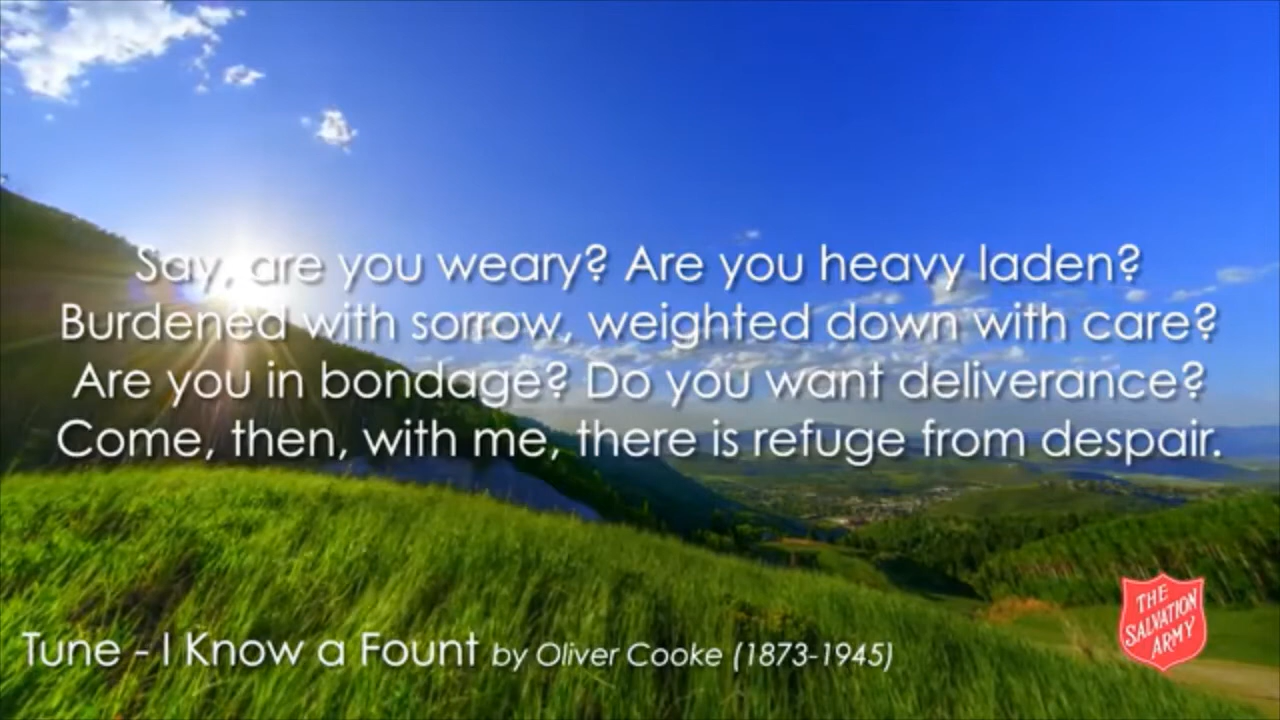 Say, are you weary? Are you heavy laden?
Burdened with sorrow, weighted down with care?
Are you in bondage? Do you want deliverance?
Come, then, with me, there is refuge from despair.
Tune - I Know a Fount by Oliver Cooke (1873-1945)
THE
SALVATION
ARMY